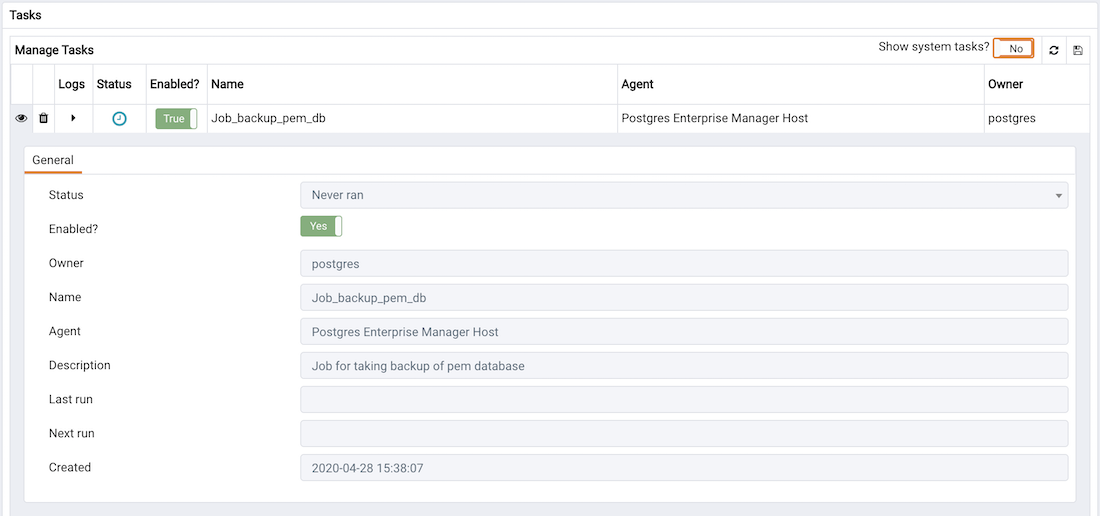 Tasks
Manage Tasks
Show system tasks? No
Logs Status Enabled? Name Agent Owner
True Job_backup_pem_db Postgres Enterprise Manager Host postgres
General
Status Never ran
Enabled? Yes
Owner postgres
Name Job_backup_pem_db
Agent Postgres Enterprise Manager Host
Description Job for taking backup of pem database
Last run
Next run
Created 2020-04-28 15:38:07